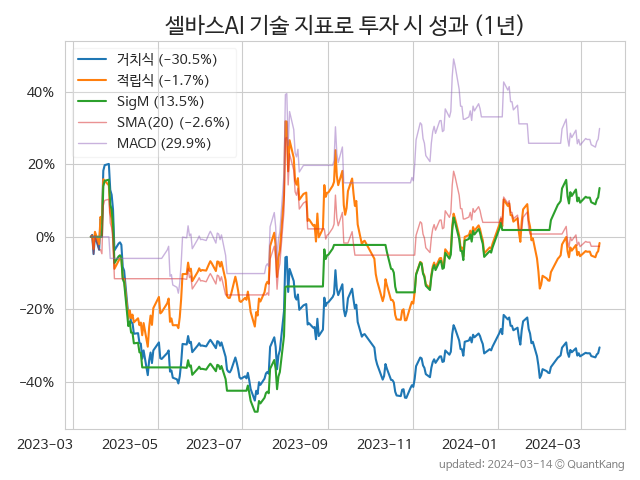 셀바스AI 기술 지표로 투자 시 성과 (1년)
거치식 (−30.5%)
적립식 (−1.7%)
SigM (13.5%)
SMA(20) (−2.6%)
MACD (29.9%)
40%
20%
0%
−20%
−40%
2023-03 2023-05 2023-07 2023-09 2023-11 2024-01 2024-03
updated: 2024-03-14 ⓒ QuantKang